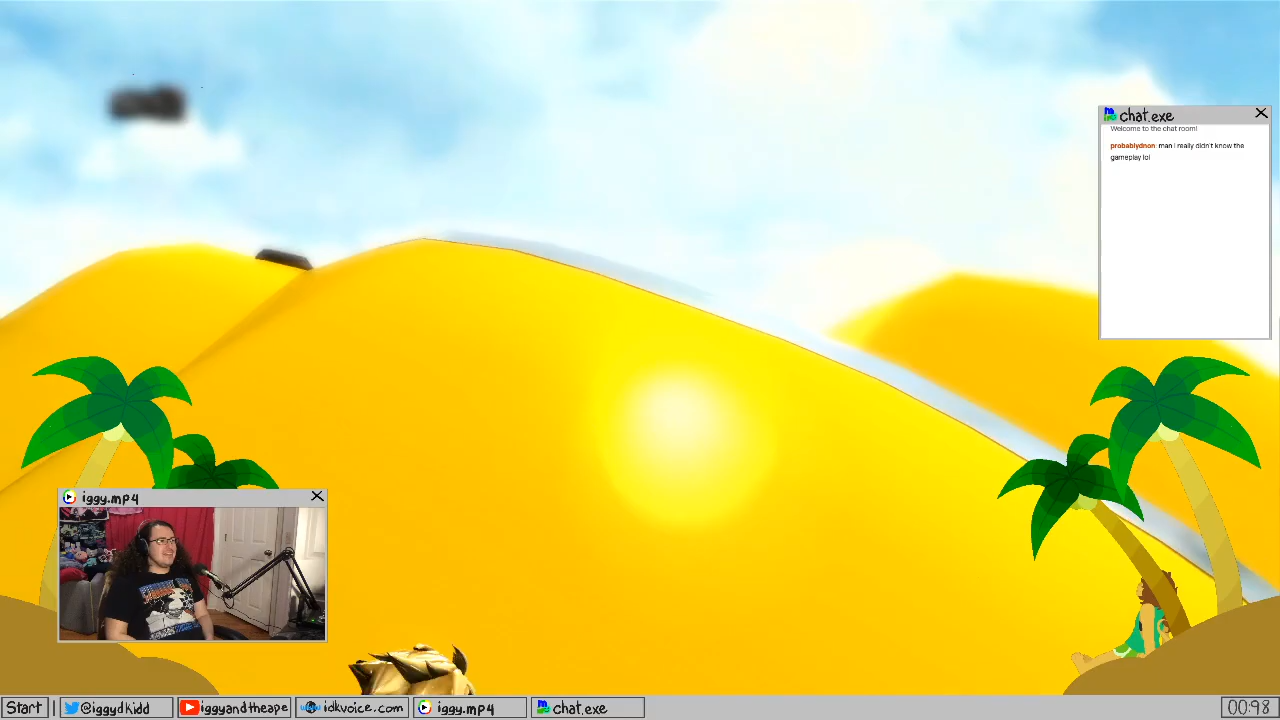 chat.exe
Welcome to the chat room!
probablydnon: man i really didn't know the
gameplay lol
iggy.mp4
Start
@iggydkidd
iggyandtheape
www idkvoice.com
iggy.mp4
chat.exe
00:98